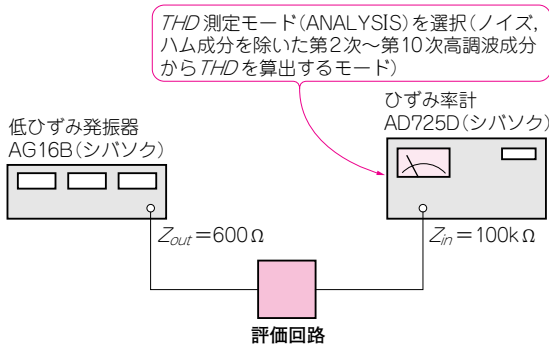 THD 測定モード(ANALYSIS)を選択(ノイズ,
ハム成分を除いた第2次～第10次高調波成分
からTHDを算出するモード)
低ひずみ発振器
AG16B(シバソク)
ひずみ率計
AD725D(シバソク)
Zout=600Ω
Zin=100kΩ
評価回路